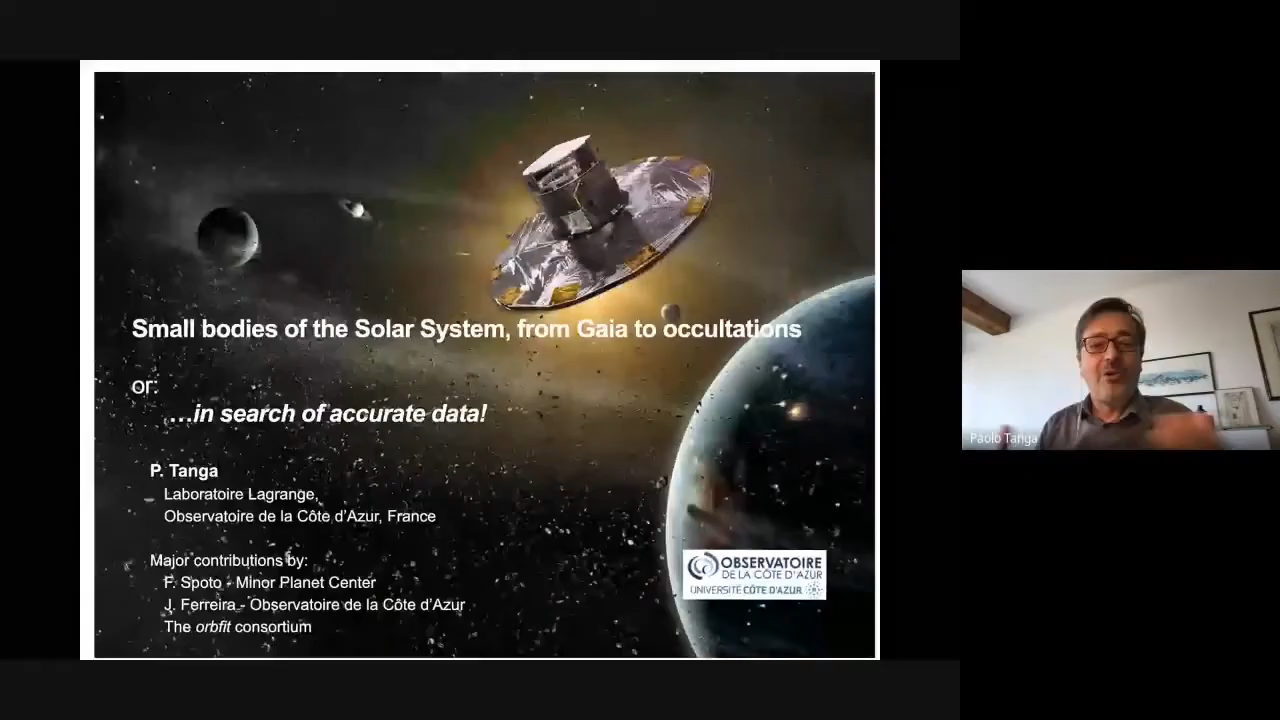 Small bodies of the Solar System, from Gaia to occultations
or:
…in search of accurate data!
P. Tanga
Laboratoire Lagrange,
Observatoire de la Côte d’Azur, France
Major contributions by:
F. Spoto - Minor Planet Center
J. Ferreira - Observatoire de la Côte d’Azur
The orbfit consortium
OBSERVATOIRE
DE LA CÔTE D'AZUR
UNIVERSITÉ CÔTE D'AZUR
Paolo Tanga